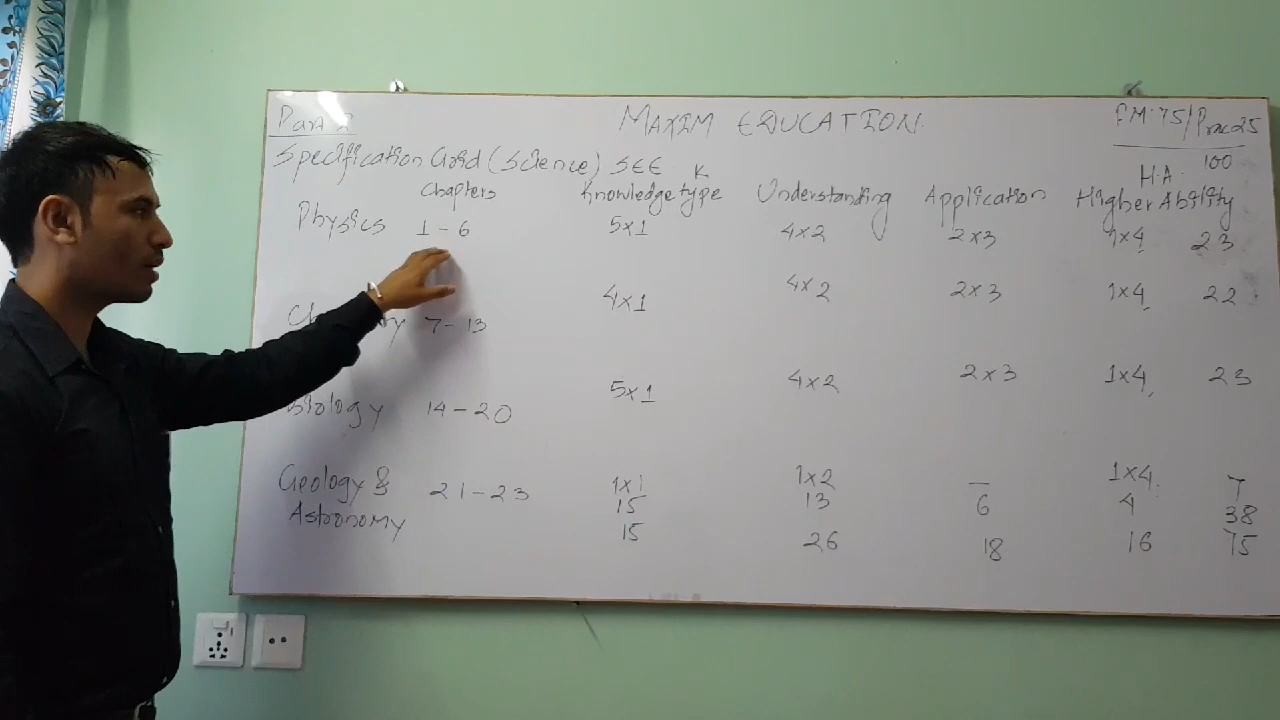 Part 2 MAXIM EDUCATION FM.75/Prac 25
Specification Grid (Science) SEE K H.A. 100
Chapters Knowledge type Understanding Application Higher Ability
Physics 1-6 5x1 4x2 2x3 1x4 23
7-13 4x1 4x2 2x3 1x4 22
Biology 14-20 5x1 4x2 2x3 1x4 23
Geology & 21-23 1x1 1x2 — 1x4 7
Astronomy 15 13 6 4 38
15 26 18 16 75